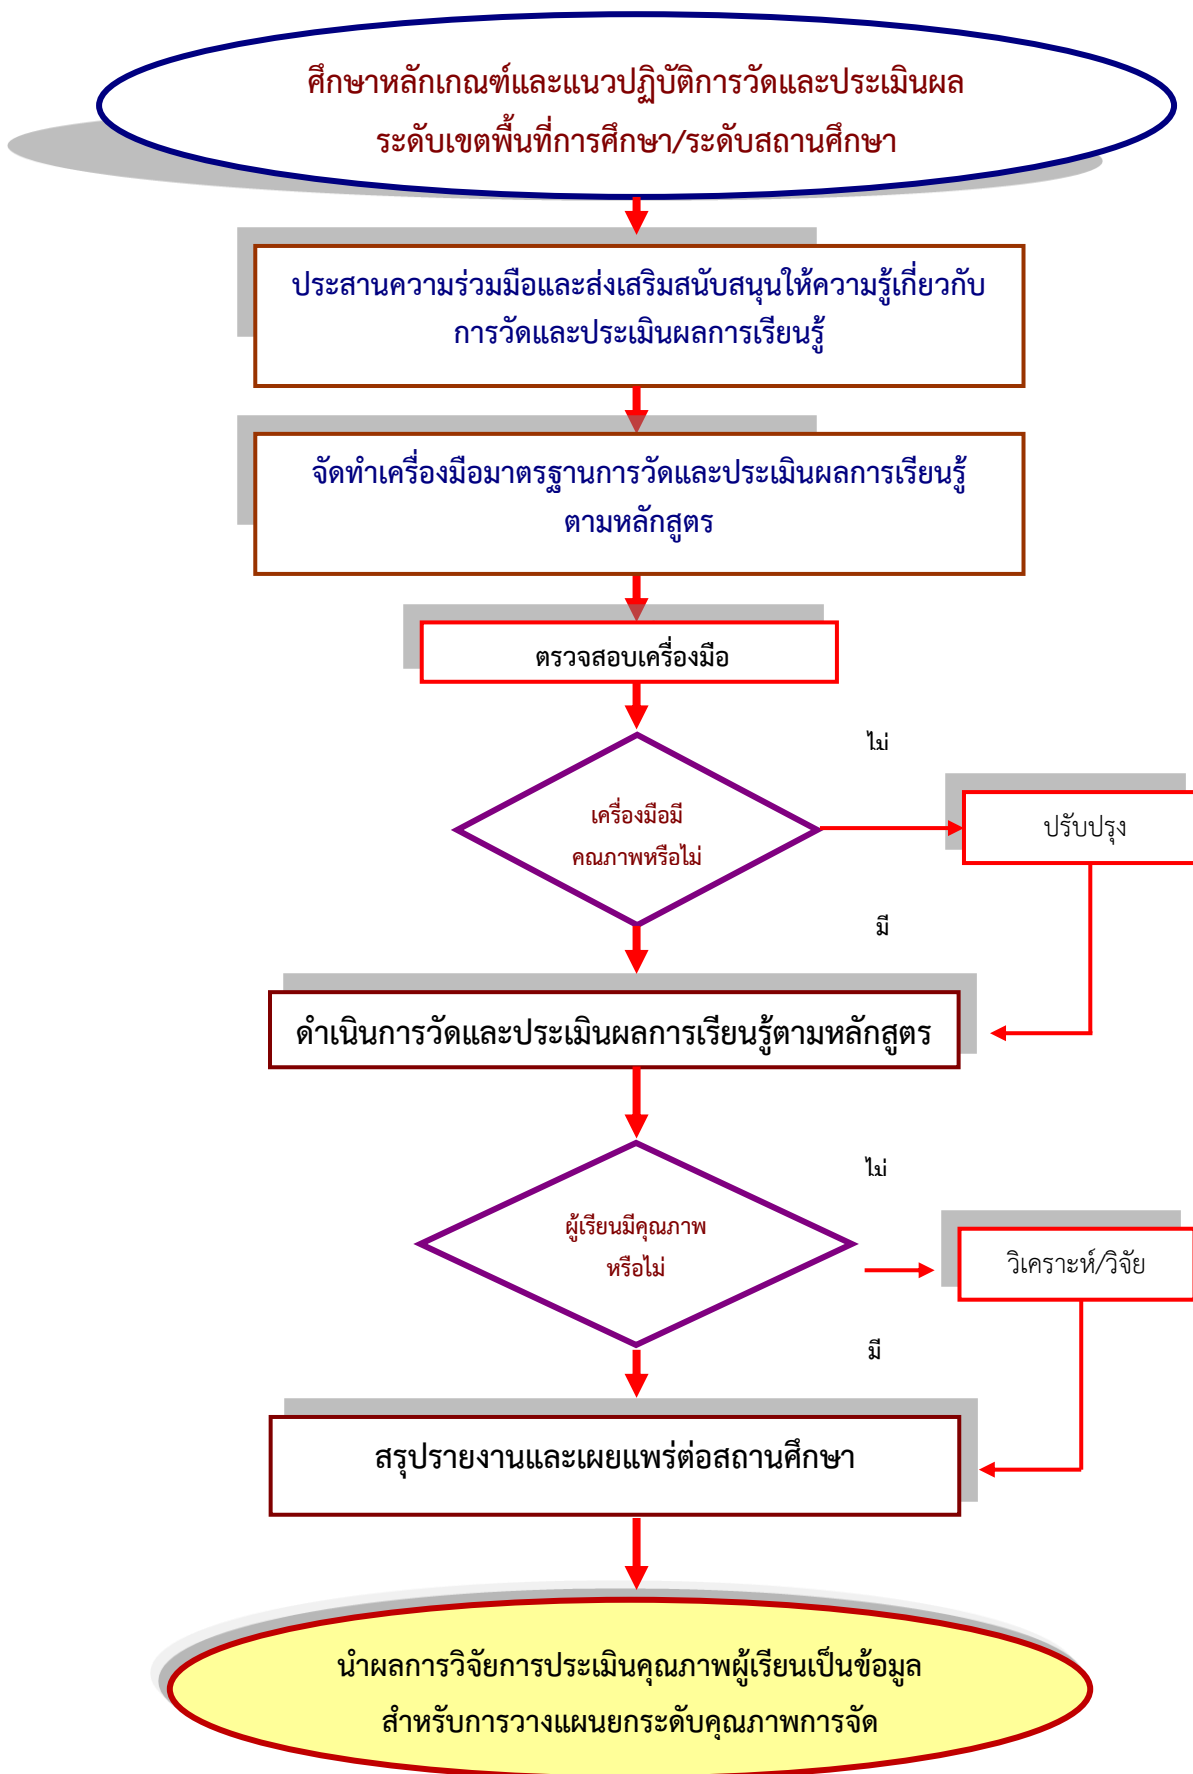 ศึกษาหลักเกณฑ์และแนวปฏิบัติการวัดและประเมินผล
ระดับเขตพื้นที่การศึกษา/ระดับสถานศึกษา
ประสานความร่วมมือและส่งเสริมสนับสนุนให้ความรู้เกี่ยวกับ
การวัดและประเมินผลการเรียนรู้
จัดทำเครื่องมือมาตรฐานการวัดและประเมินผลการเรียนรู้
ตามหลักสูตร
ตรวจสอบเครื่องมือ
ไม่
เครื่องมือมี
คุณภาพหรือไม่
ปรับปรุง
มี
ดำเนินการวัดและประเมินผลการเรียนรู้ตามหลักสูตร
ไม่
ผู้เรียนมีคุณภาพ
หรือไม่
วิเคราะห์/วิจัย
มี
สรุปรายงานและเผยแพร่ต่อสถานศึกษา
นำผลการวิจัยการประเมินคุณภาพผู้เรียนเป็นข้อมูล
สำหรับการวางแผนยกระดับคุณภาพการจัด